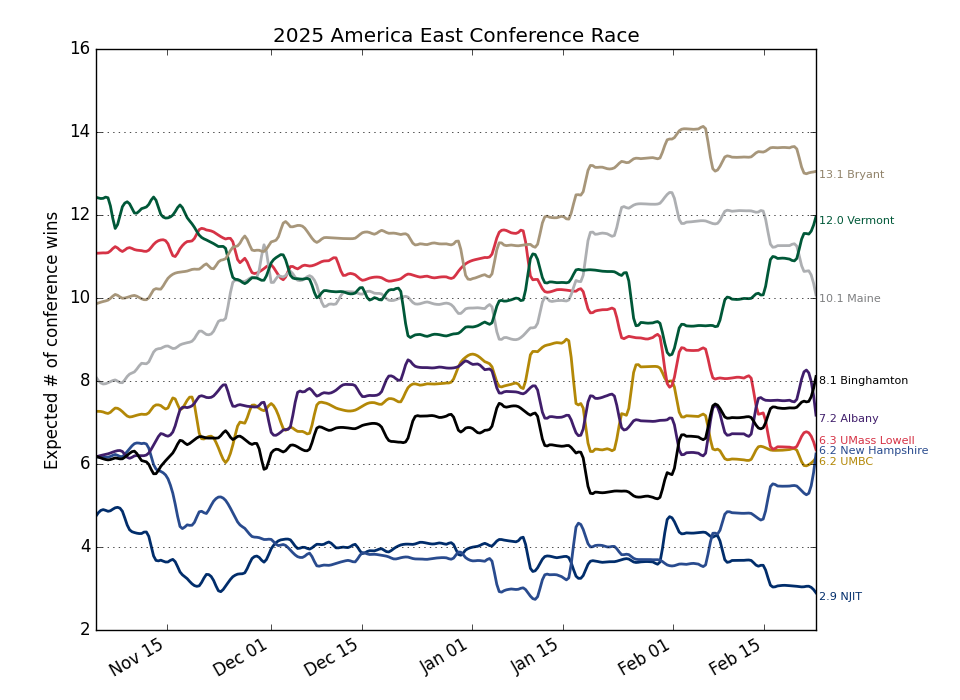 2025 America East Conference Race
Expected # of conference wins
16
14
12
10
8
6
4
2
13.1 Bryant
12.0 Vermont
10.1 Maine
8.1 Binghamton
7.2 Albany
6.3 UMass Lowell
6.2 New Hampshire
6.2 UMBC
2.9 NJIT
Nov 15
Dec 01
Dec 15
Jan 01
Jan 15
Feb 01
Feb 15